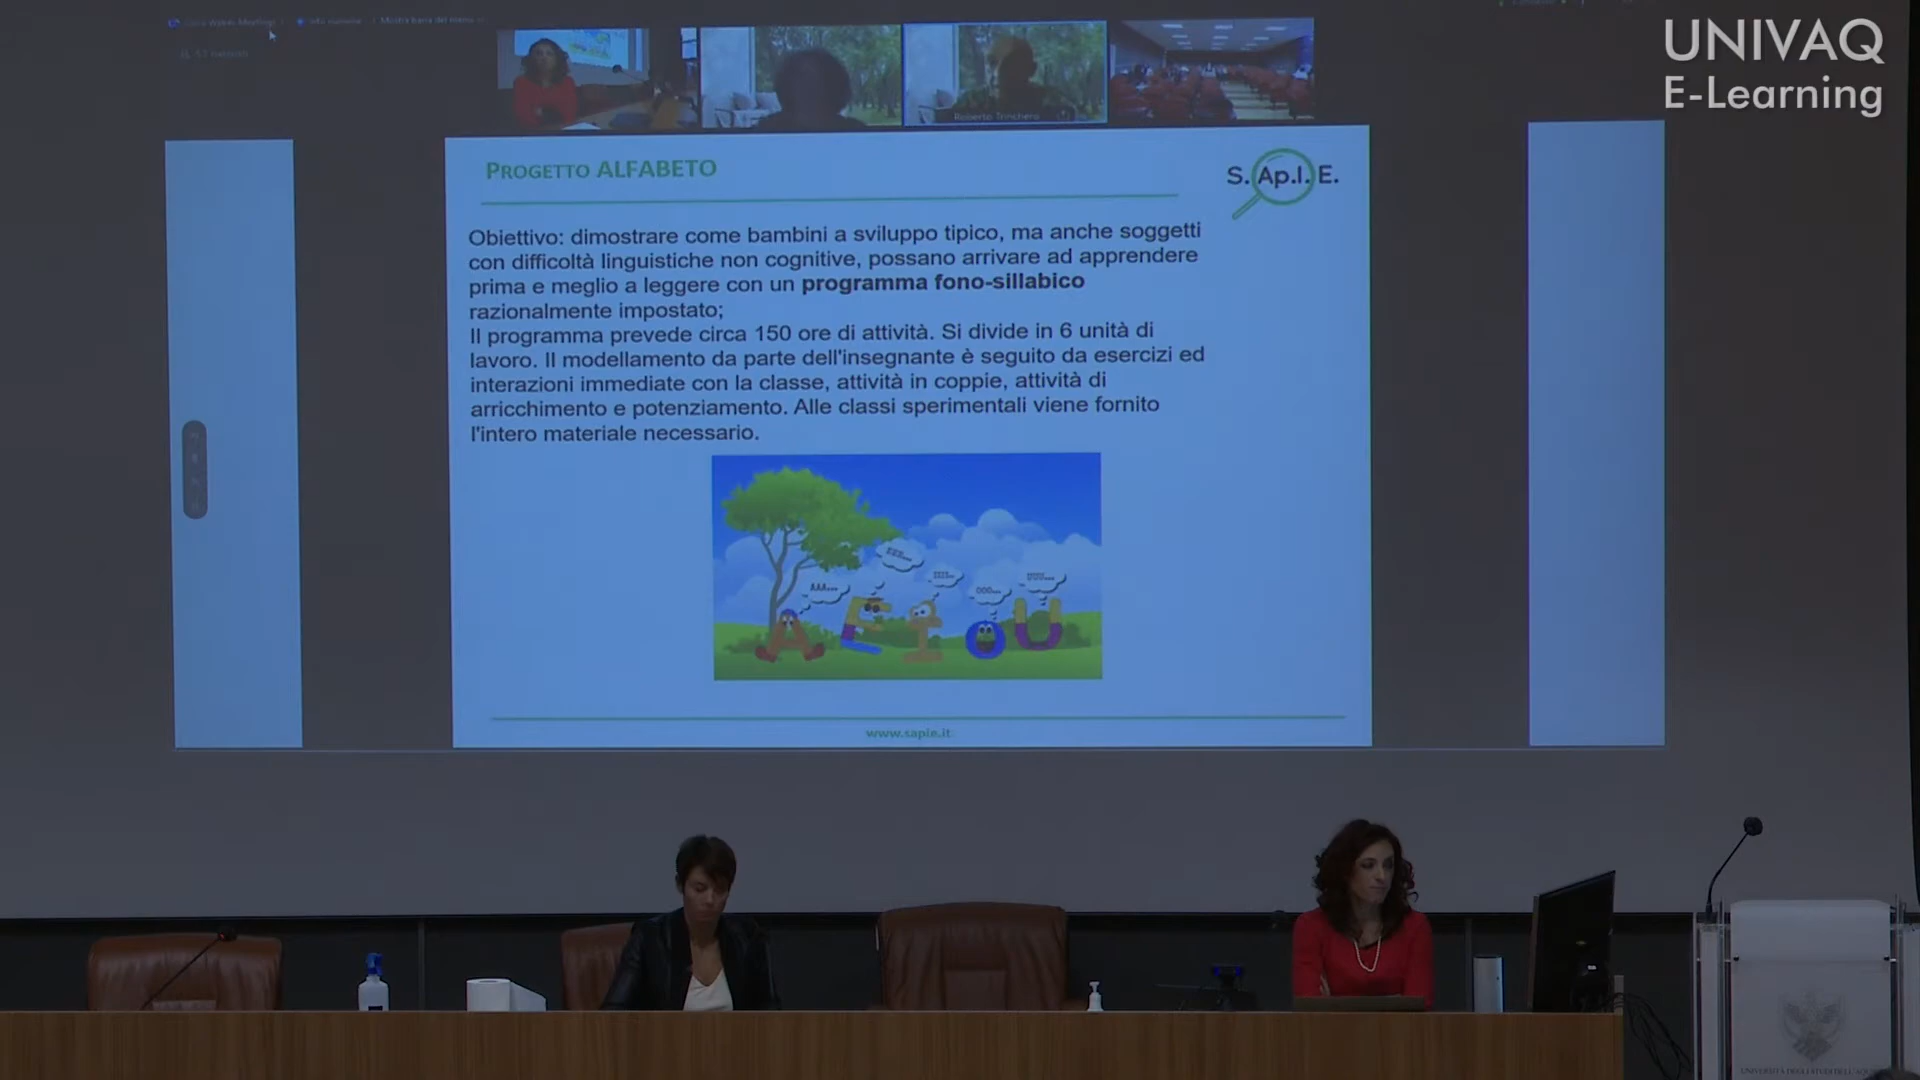 UNIVAQ
E-Learning
Roberto Trinchero
PROGETTO ALFABETO
S.Ap.I.E.
Obiettivo: dimostrare come bambini a sviluppo tipico, ma anche soggetti
con difficoltà linguistiche non cognitive, possano arrivare ad apprendere
prima e meglio a leggere con un programma fono-sillabico
razionalmente impostato;
Il programma prevede circa 150 ore di attività. Si divide in 6 unità di
lavoro. Il modellamento da parte dell'insegnante è seguito da esercizi ed
interazioni immediate con la classe, attività in coppie, attività di
arricchimento e potenziamento. Alle classi sperimentali viene fornito
l'intero materiale necessario.
A E I O U
www.sapie.it